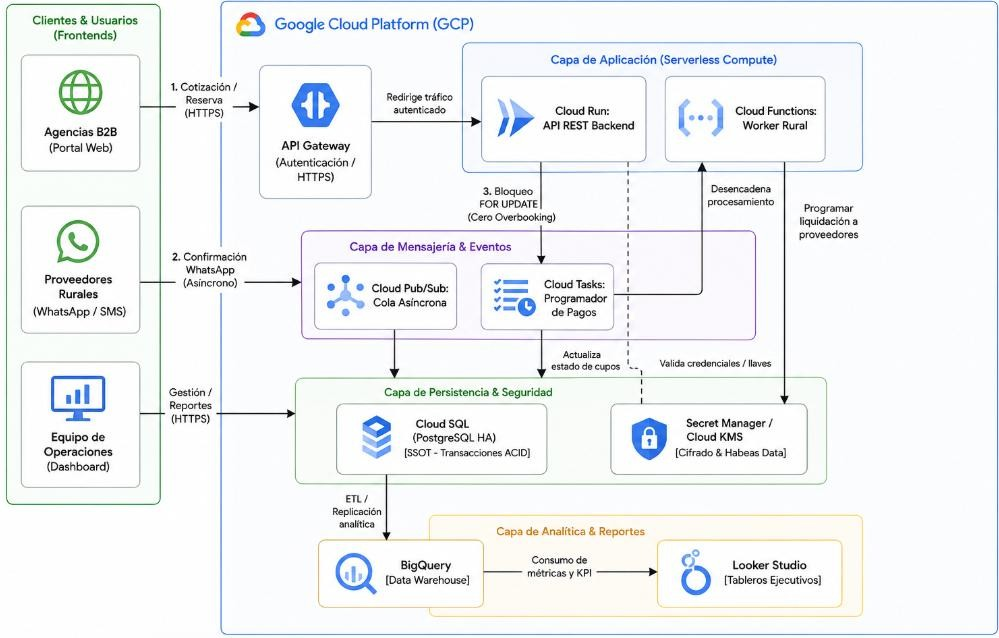 Clientes & Usuarios
(Frontends)
Agencias B2B
(Portal Web)
Proveedores
Rurales
(WhatsApp / SMS)
Equipo de
Operaciones
(Dashboard)
1. Cotización /
Reserva
(HTTPS)
2. Confirmación
WhatsApp
(Asíncrono)
Gestión /
Reportes
(HTTPS)
Google Cloud Platform (GCP)
API Gateway
(Autenticación /
HTTPS)
Redirige tráfico
autenticado
Capa de Aplicación (Serverless Compute)
Cloud Run:
API REST Backend
Cloud Functions:
Worker Rural
3. Bloqueo
FOR UPDATE
(Cero Overbooking)
Desencadena
procesamiento
Programar
liquidación a
proveedores
Capa de Mensajería & Eventos
Cloud Pub/Sub:
Cola Asíncrona
Cloud Tasks:
Programador
de Pagos
Actualiza
estado de cupos
Valida credenciales / llaves
Capa de Persistencia & Seguridad
Cloud SQL
(PostgreSQL HA)
[SSOT - Transacciones ACID]
Secret Manager /
Cloud KMS
[Cifrado & Habeas Data]
ETL /
Replicación
analítica
Capa de Analítica & Reportes
BigQuery
[Data Warehouse]
Consumo de
métricas y KPI
Looker Studio
[Tableros Ejecutivos]